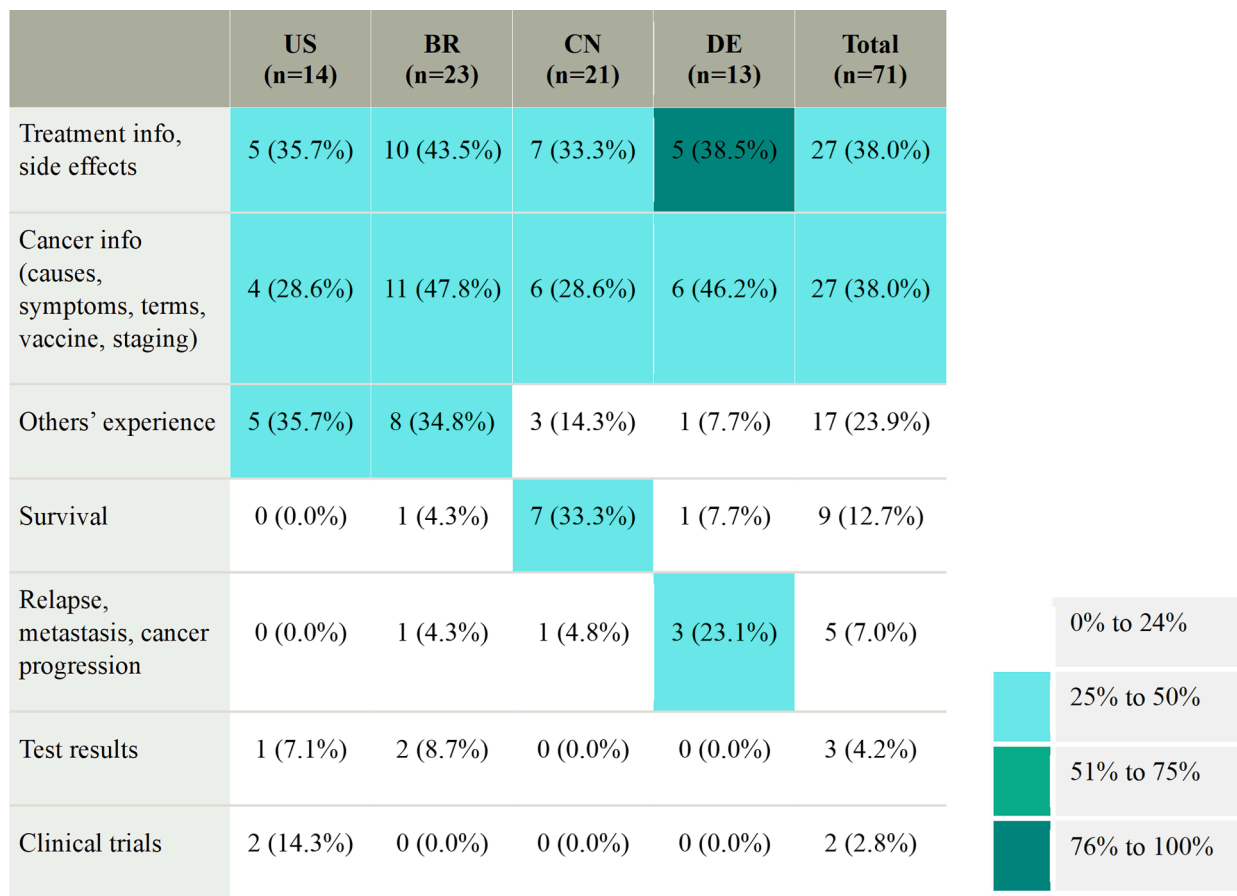 US BR CN DE Total
(n=14) (n=23) (n=21) (n=13) (n=71)
Treatment info,
side effects
5 (35.7%) 10 (43.5%) 7 (33.3%) 5 (38.5%) 27 (38.0%)
Cancer info
(causes,
symptoms, terms,
vaccine, staging)
4 (28.6%) 11 (47.8%) 6 (28.6%) 6 (46.2%) 27 (38.0%)
Others’ experience 5 (35.7%) 8 (34.8%) 3 (14.3%) 1 (7.7%) 17 (23.9%)
Survival 0 (0.0%) 1 (4.3%) 7 (33.3%) 1 (7.7%) 9 (12.7%)
Relapse,
metastasis, cancer
progression
0 (0.0%) 1 (4.3%) 1 (4.8%) 3 (23.1%) 5 (7.0%)
Test results 1 (7.1%) 2 (8.7%) 0 (0.0%) 0 (0.0%) 3 (4.2%)
Clinical trials 2 (14.3%) 0 (0.0%) 0 (0.0%) 0 (0.0%) 2 (2.8%)
0% to 24%
25% to 50%
51% to 75%
76% to 100%